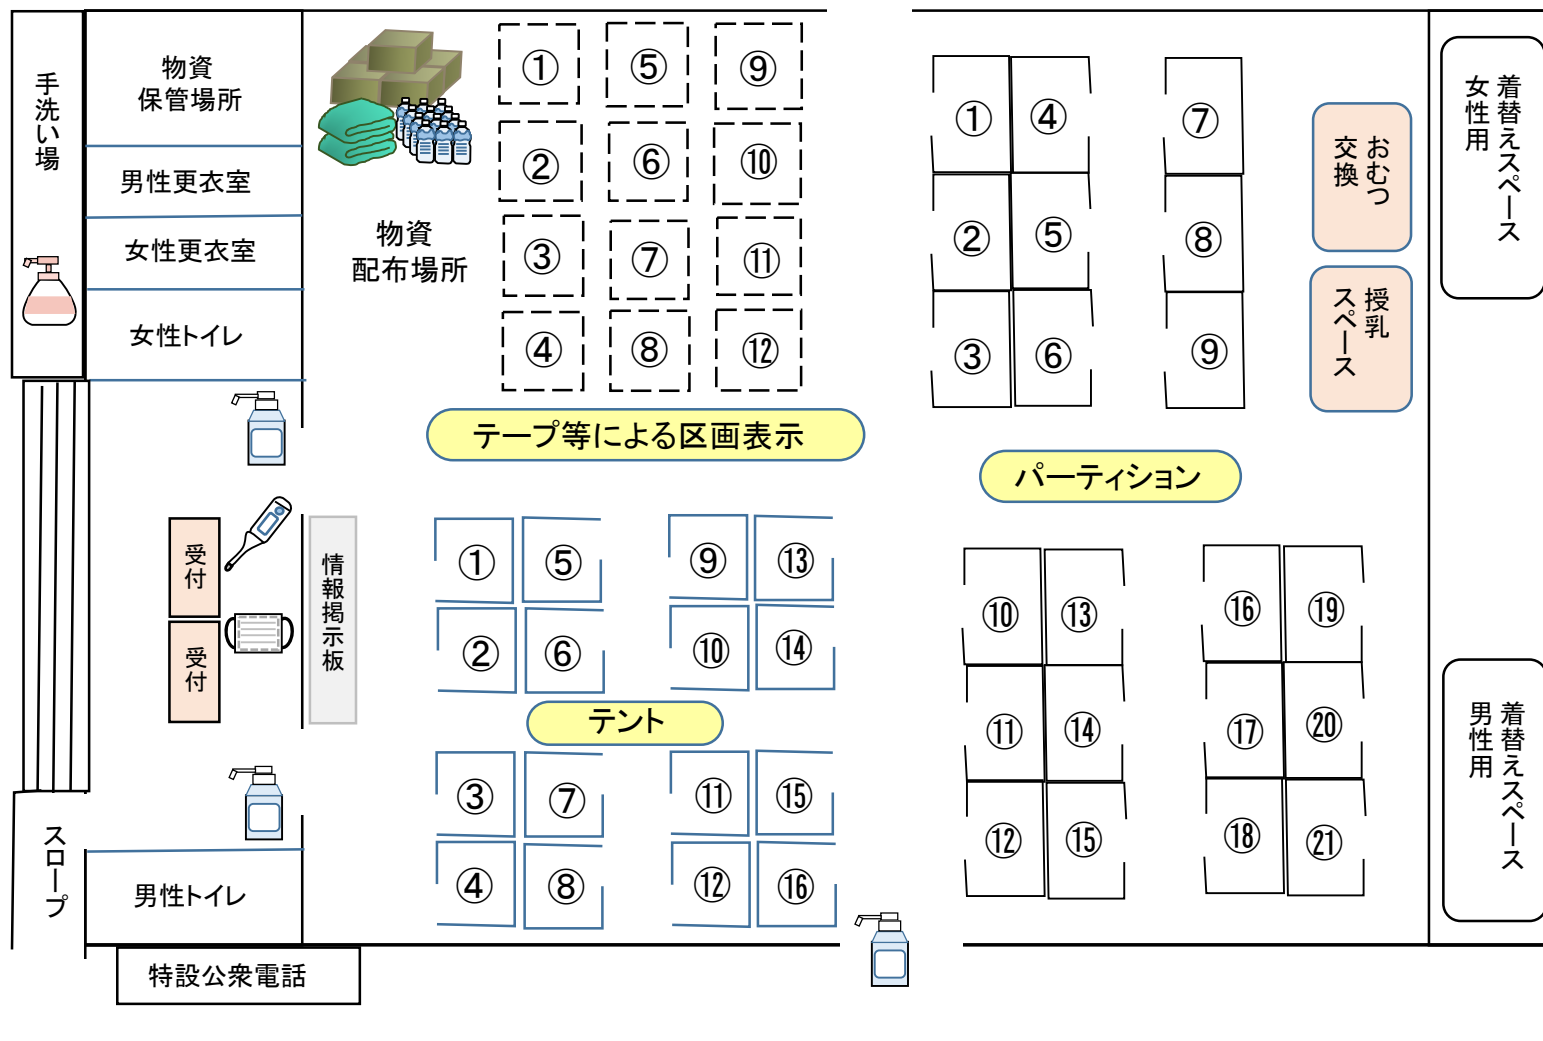 手洗い場
物資
保管場所
男性更衣室
女性更衣室
女性トイレ
物資
配布場所
①
⑤
⑨
②
⑥
⑩
③
⑦
⑪
④
⑧
⑫
テープ等による区画表示
①
④
⑦
②
⑤
⑧
③
⑥
⑨
パーティション
おむつ
交換
授乳
スペース
着替えスペース
女性用
受付
受付
情報掲示板
①
⑤
⑨
⑬
②
⑥
⑩
⑭
テント
③
⑦
⑪
⑮
④
⑧
⑫
⑯
⑩
⑬
⑯
⑲
⑪
⑭
⑰
⑳
⑫
⑮
⑱
㉑
着替えスペース
男性用
スロープ
男性トイレ
特設公衆電話